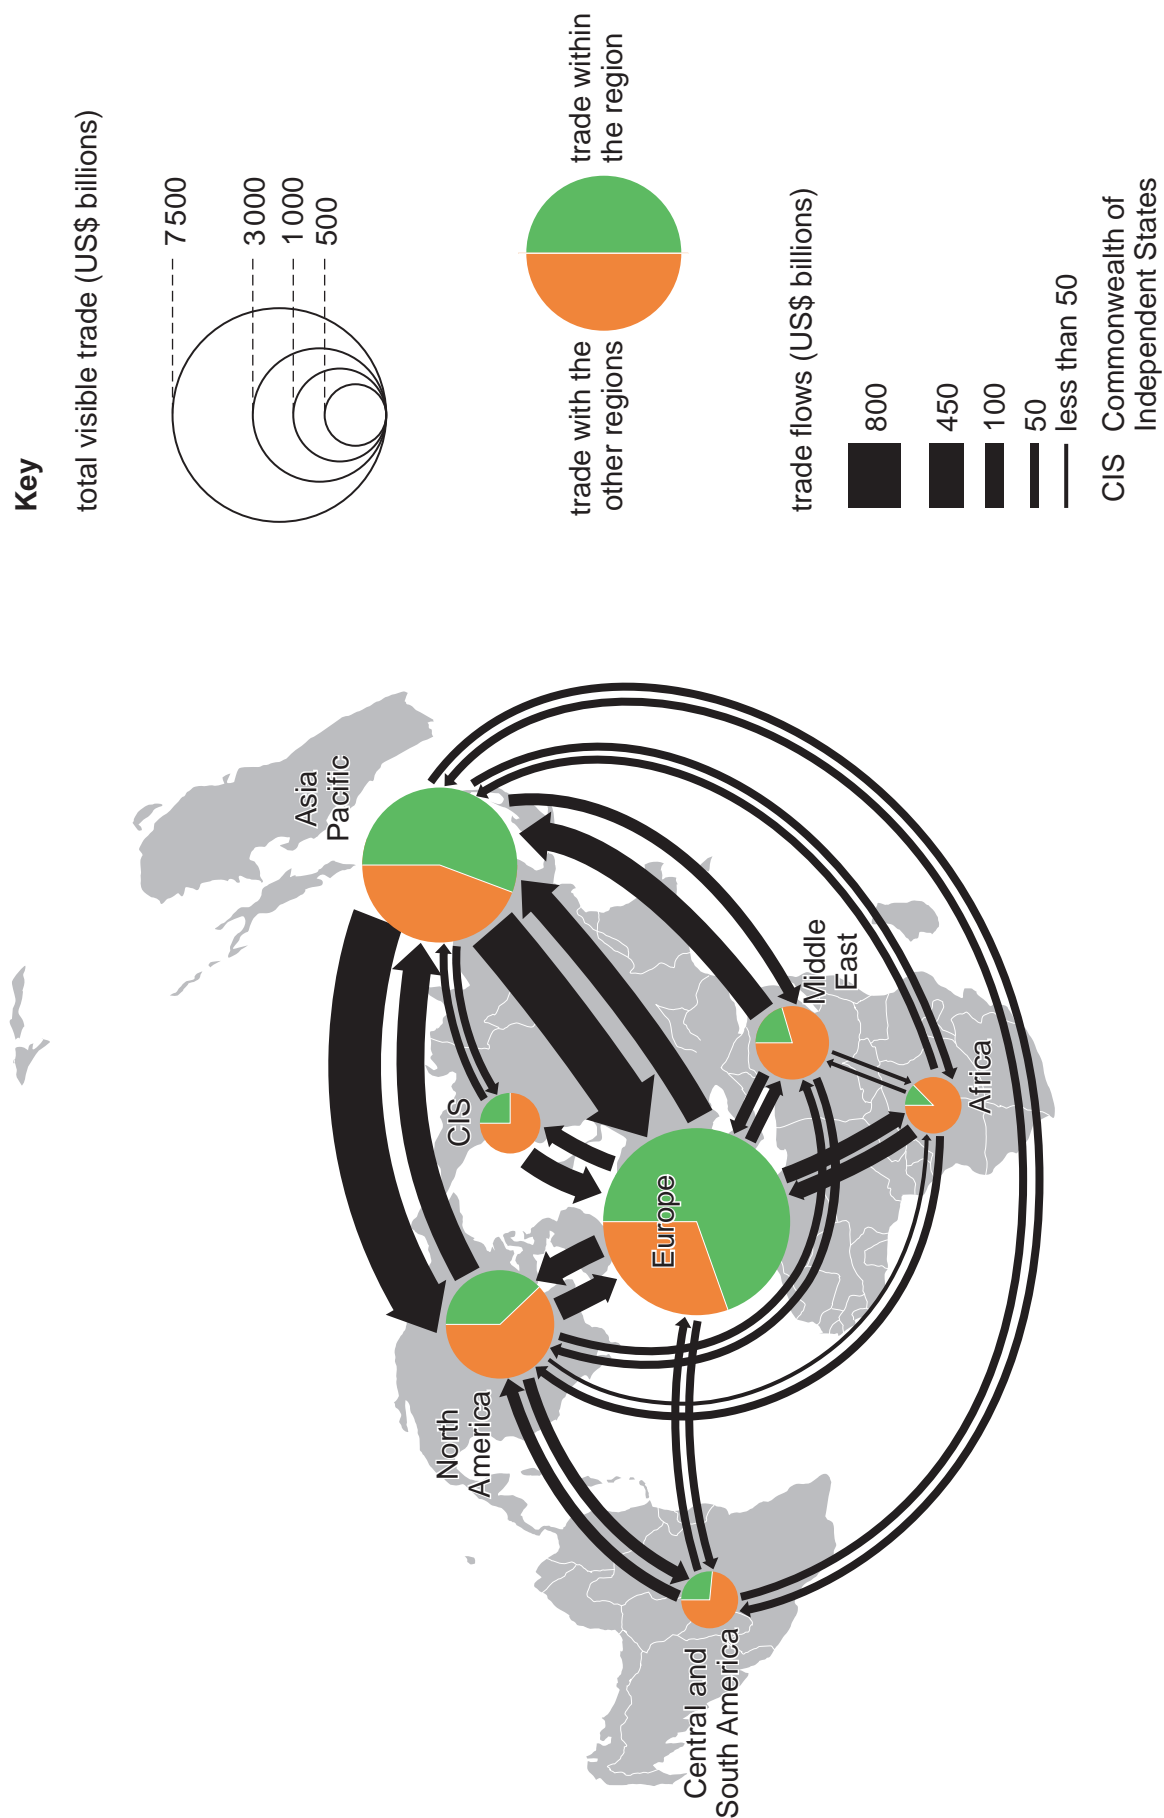 Key
total visible trade (US$ billions)
7500
3000
1000
500
trade with the
other regions
trade within
the region
trade flows (US$ billions)
800
450
100
50
less than 50
CIS Commonwealth of
Independent States
Asia
Pacific
CIS
North
America
Europe
Middle
East
Africa
Central and
South America